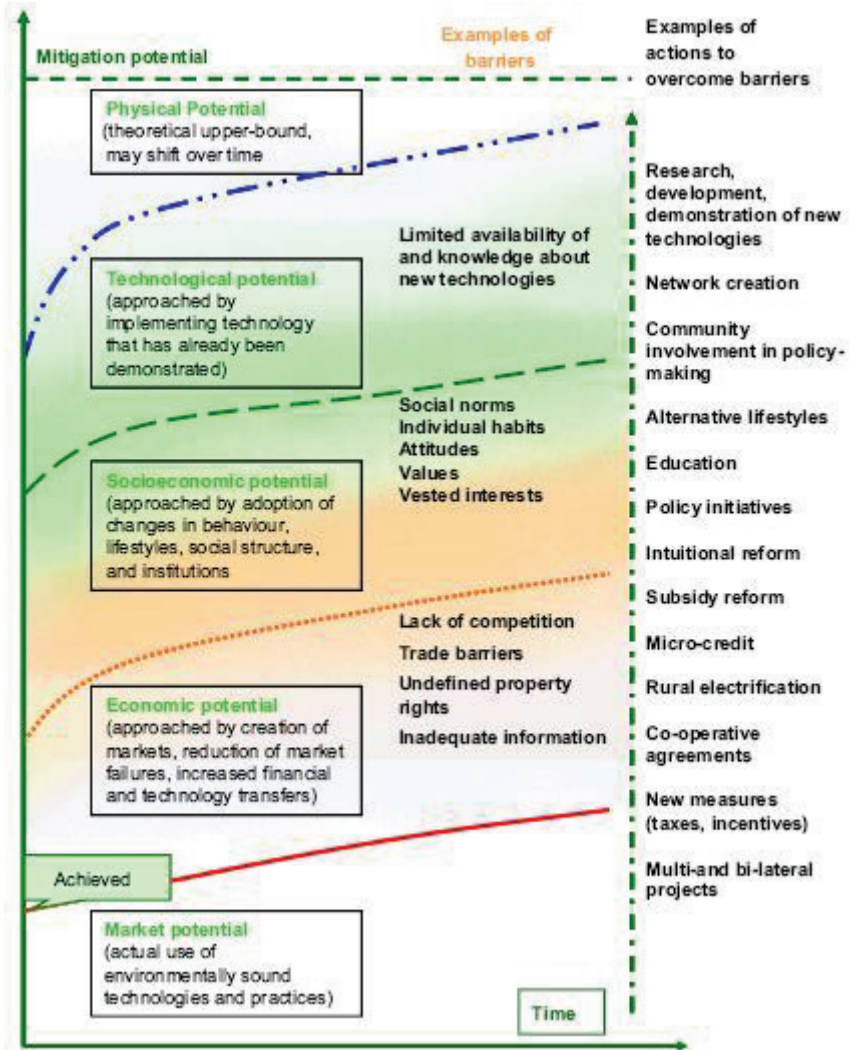 Mitigation potential
Examples of
barriers
Examples of
actions to
overcome barriers
Physical Potential
(theoretical upper-bound,
may shift over time
Limited availability of
and knowledge about
new technologies
Technological potential
(approached by
implementing technology
that has already been
demonstrated)
Social norms
Individual habits
Attitudes
Values
Vested interests
Socioeconomic potential
(approached by adoption of
changes in behaviour,
lifestyles, social structure,
and institutions
Lack of competition
Trade barriers
Undefined property
rights
Inadequate information
Economic potential
(approached by creation of
markets, reduction of market
failures, increased financial
and technology transfers)
Achieved
Market potential
(actual use of
environmentally sound
technologies and practices)
Time
Research,
development,
demonstration of new
technologies
Network creation
Community
involvement in policy-
making
Alternative lifestyles
Education
Policy initiatives
Intuitional reform
Subsidy reform
Micro-credit
Rural electrification
Co-operative
agreements
New measures
(taxes, incentives)
Multi-and bi-lateral
projects